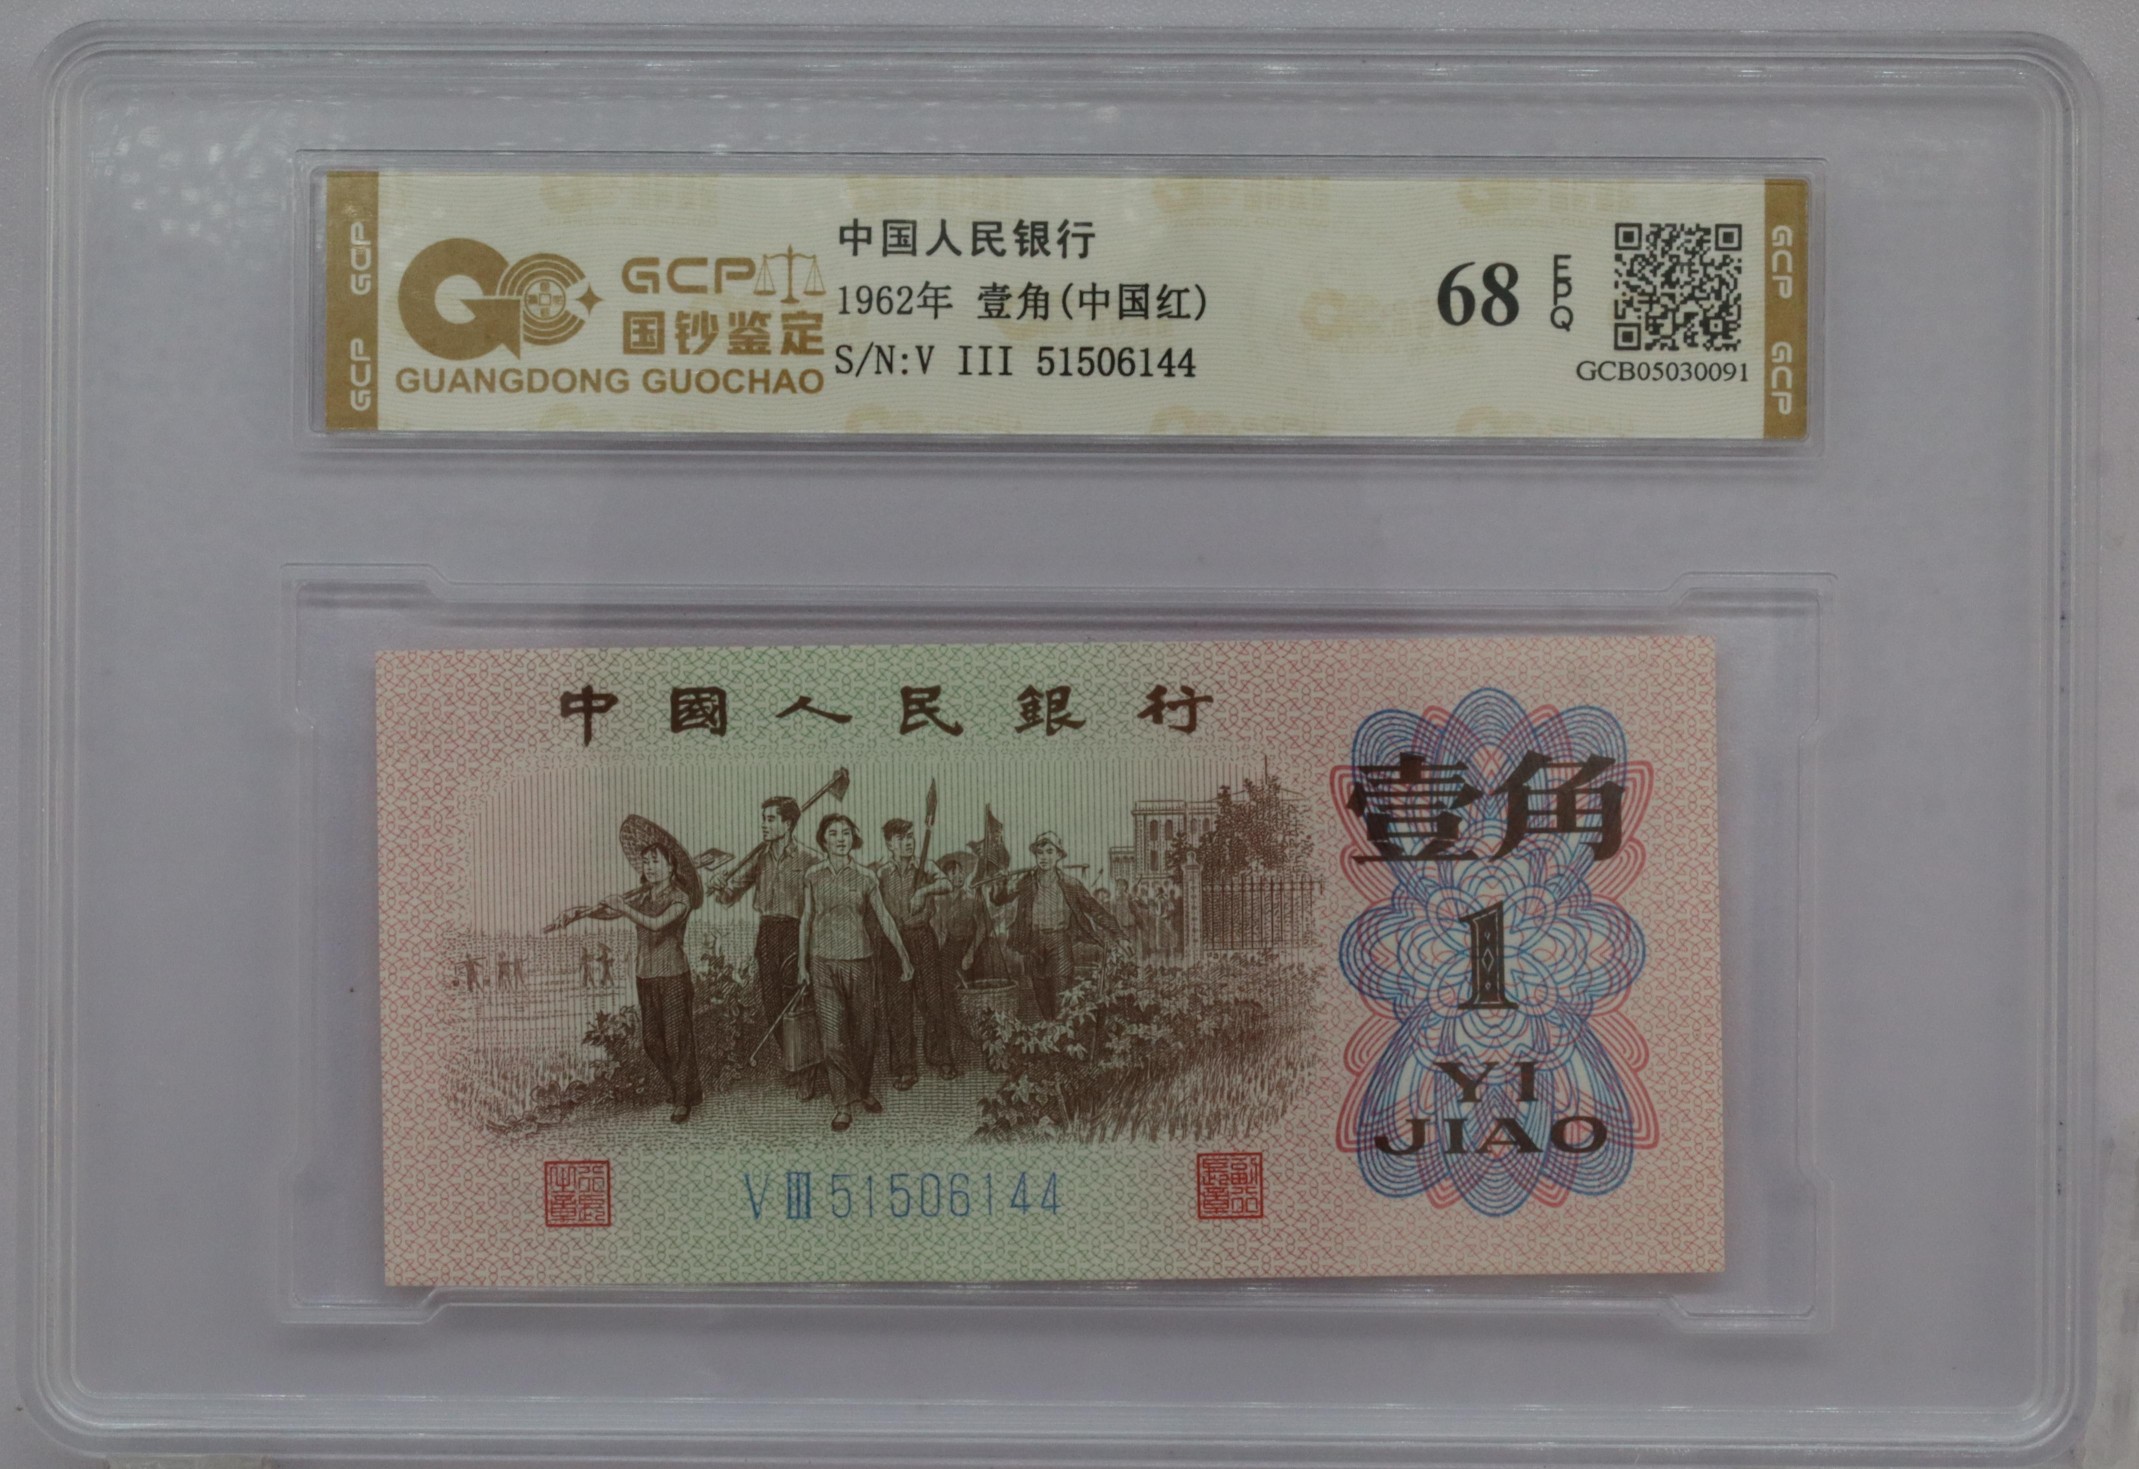 GCP
GCP
GCP
国钞鉴定
GUANGDONG GUOCHAO
中国人民银行
1962年 壹角(中国红)
S/N:V III 51506144
68
EPQ
GCB05030091
GCP
GCP
中國人民銀行
壹角
1
YI
JIAO
V III 51506144